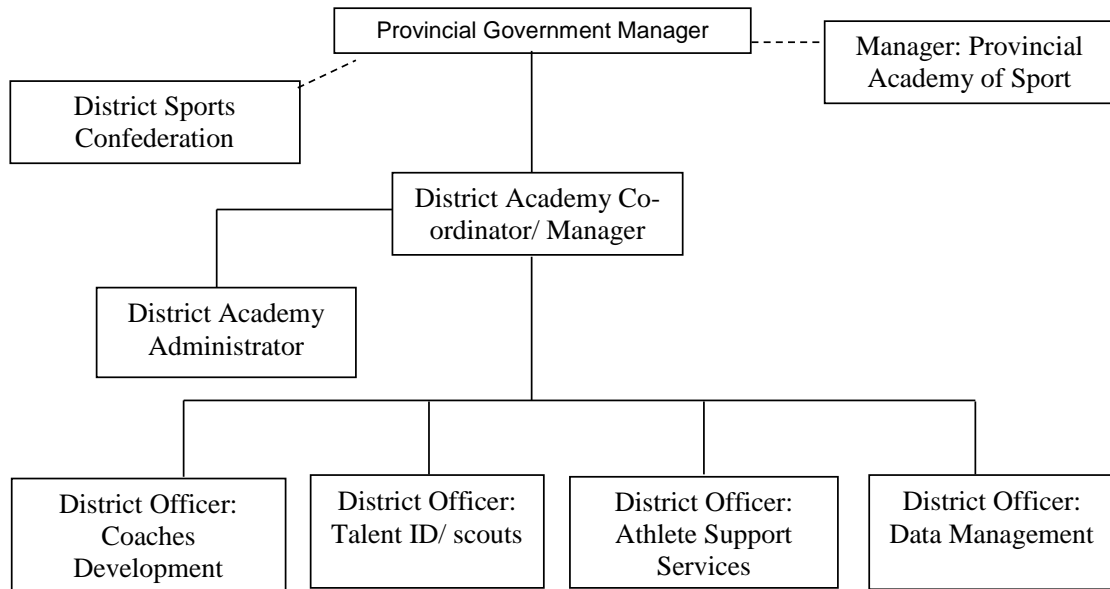 Provincial Government Manager
Manager: Provincial
Academy of Sport
District Sports
Confederation
District Academy Co-
ordinator/ Manager
District Academy
Administrator
District Officer:
Coaches
Development
District Officer:
Talent ID/ scouts
District Officer:
Athlete Support
Services
District Officer:
Data Management